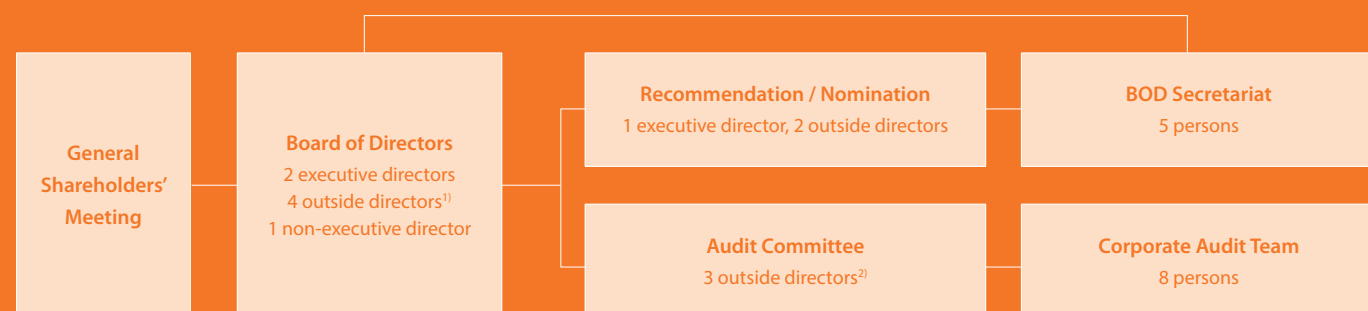 General
Shareholders’
Meeting
Board of Directors
2 executive directors
4 outside directors1)
1 non-executive director
Recommendation / Nomination
1 executive director, 2 outside directors
BOD Secretariat
5 persons
Audit Committee
3 outside directors2)
Corporate Audit Team
8 persons